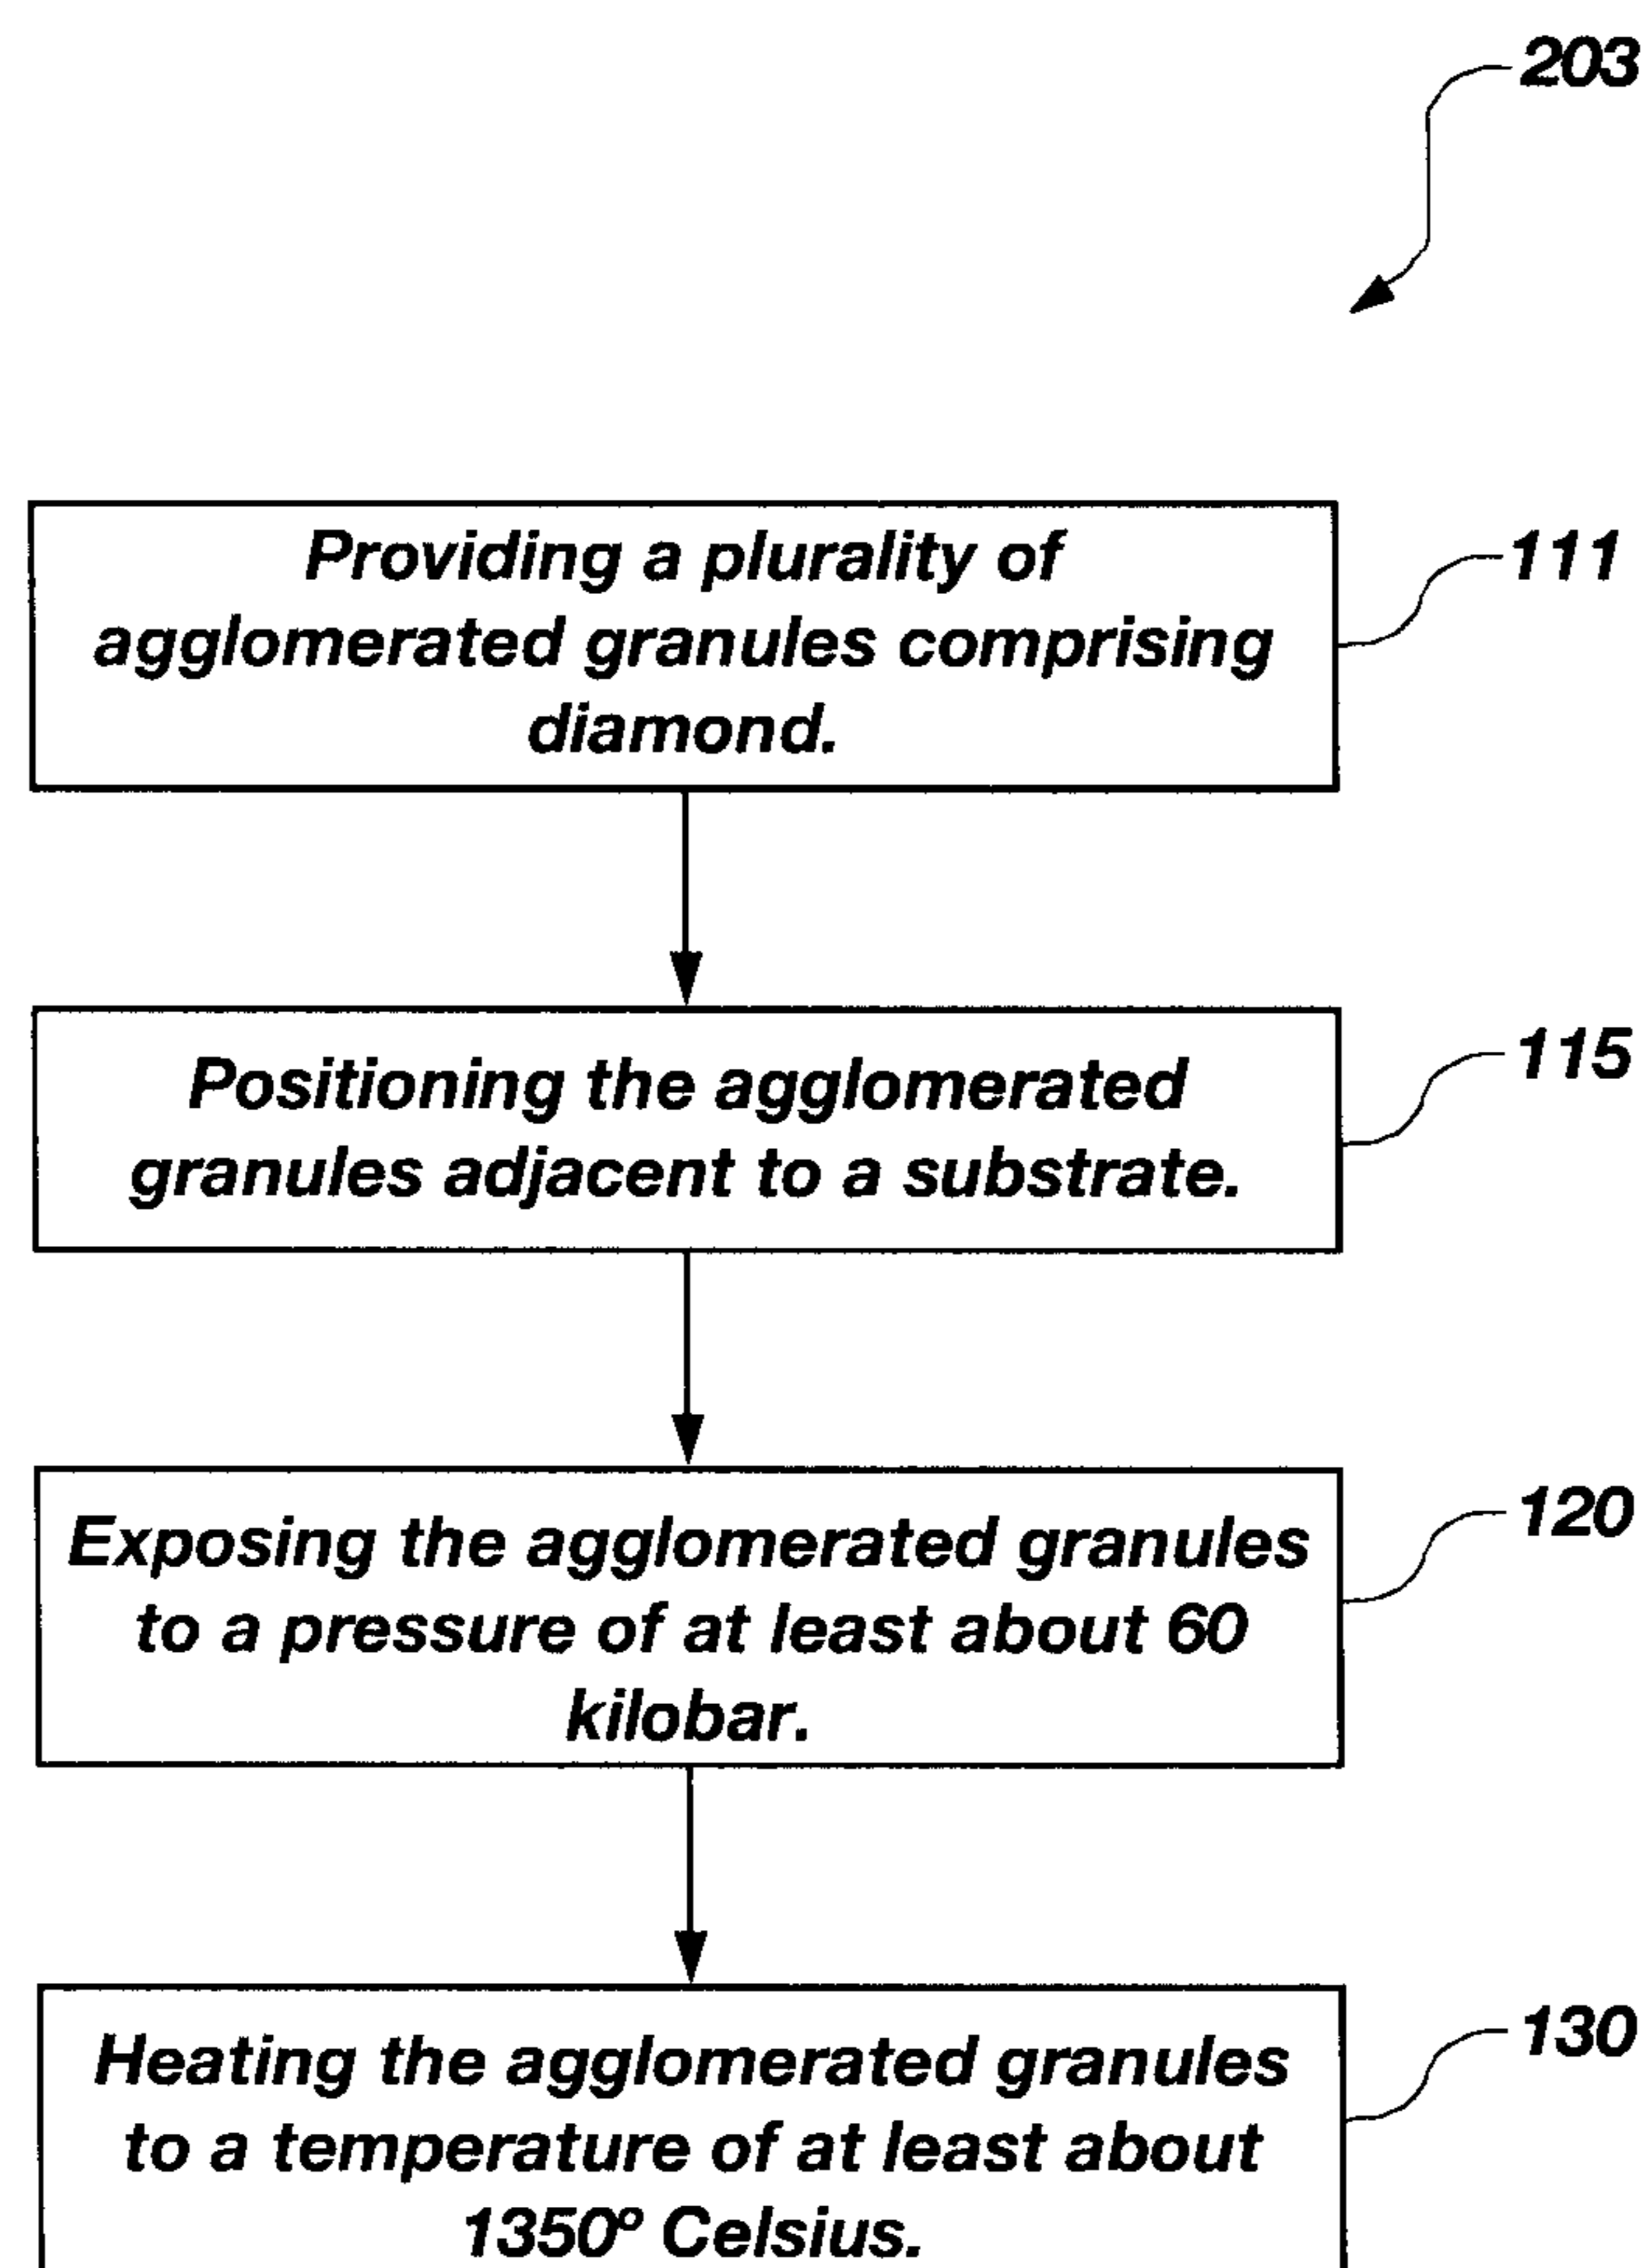 203
Providing a plurality of
agglomerated granules comprising
diamond.
111
Positioning the agglomerated
granules adjacent to a substrate.
115
Exposing the agglomerated granules
to a pressure of at least about 60
kilobar.
120
Heating the agglomerated granules
to a temperature of at least about
1350º Celsius.
130